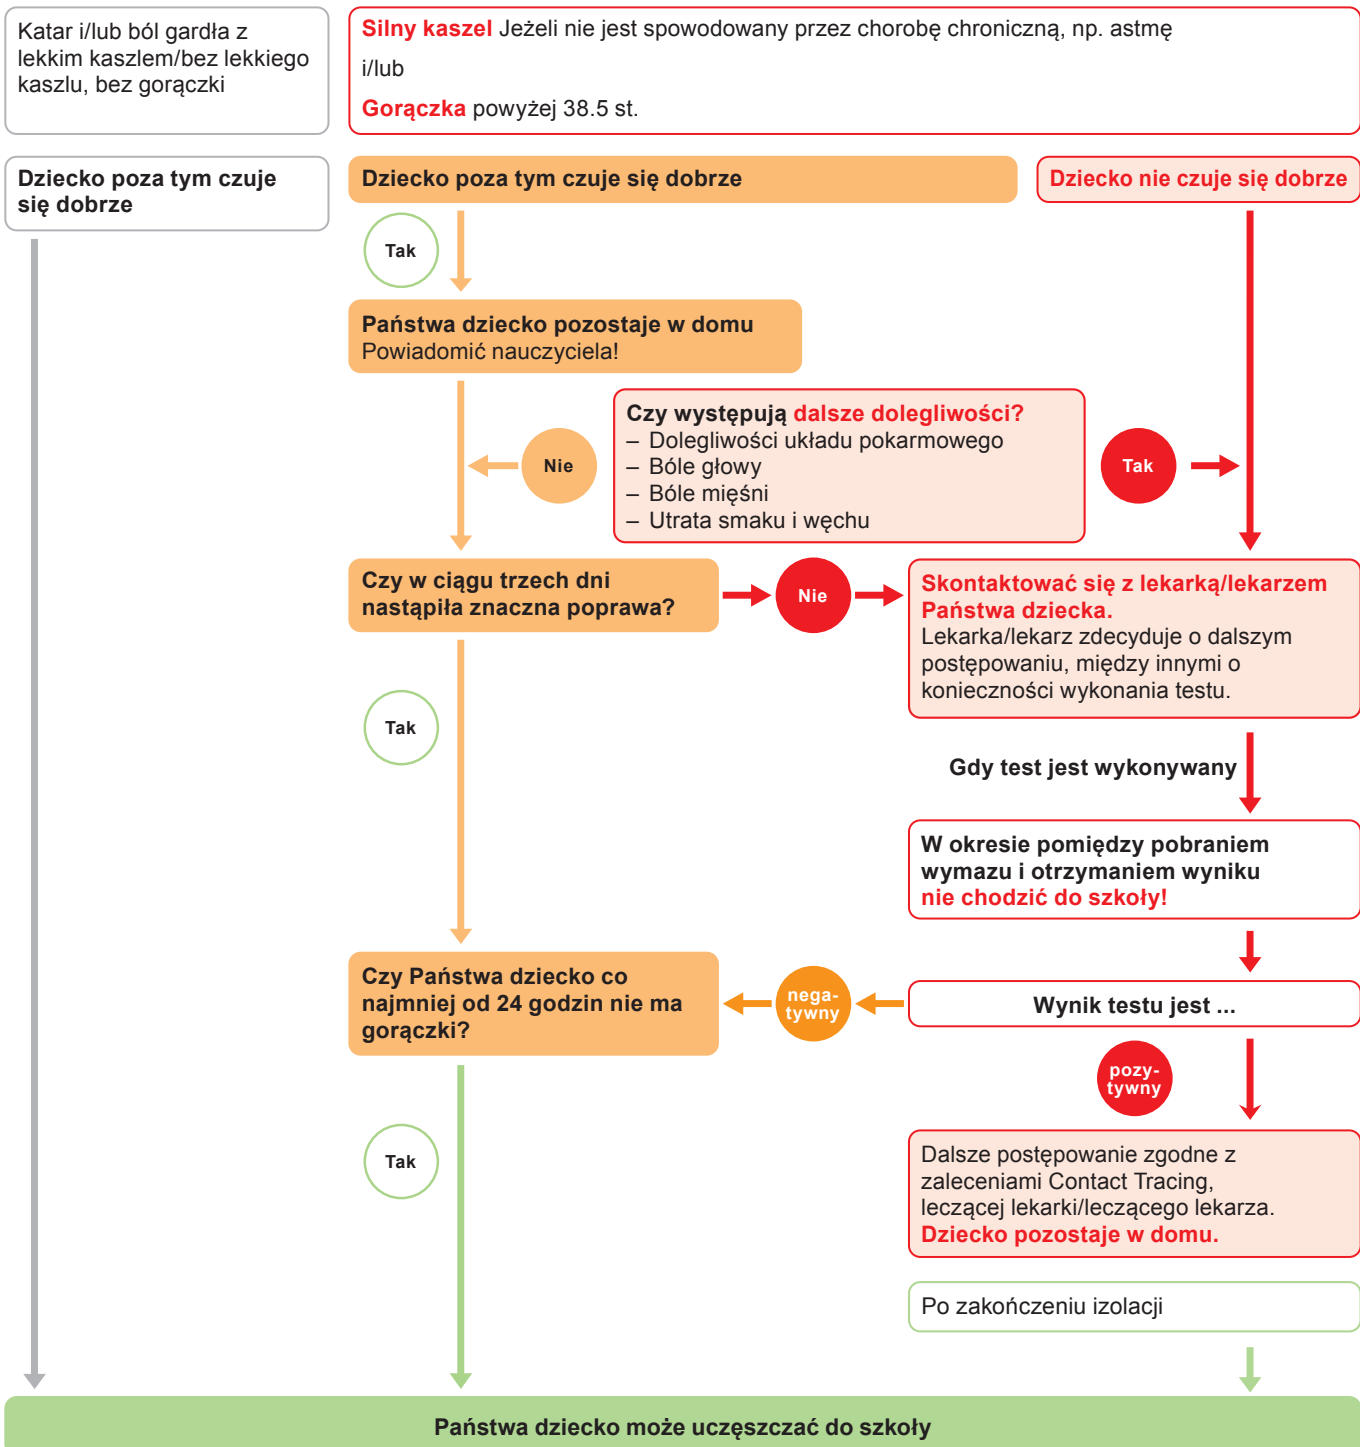 Katar i/lub ból gardła z
lekkim kaszlem/bez lekkiego
kaszlu, bez gorączki
Silny kaszel Jeżeli nie jest spowodowany przez chorobę chroniczną, np. astmę
i/lub
Gorączka powyżej 38.5 st.
Dziecko poza tym czuje
się dobrze
Dziecko poza tym czuje się dobrze
Dziecko nie czuje się dobrze
Tak
Państwa dziecko pozostaje w domu
Powiadomić nauczyciela!
Czy występują dalsze dolegliwości?
– Dolegliwości układu pokarmowego
– Bóle głowy
– Bóle mięśni
– Utrata smaku i węchu
Nie
Tak
Czy w ciągu trzech dni
nastąpiła znaczna poprawa?
Nie
Skontaktować się z lekarką/lekarzem
Państwa dziecka.
Lekarka/lekarz zdecyduje o dalszym
postępowaniu, między innymi o
konieczności wykonania testu.
Tak
Gdy test jest wykonywany
W okresie pomiędzy pobraniem
wymazu i otrzymaniem wyniku
nie chodzić do szkoły!
Czy Państwa dziecko co
najmniej od 24 godzin nie ma
gorączki?
nega-
tywny
Wynik testu jest ...
pozy-
tywny
Tak
Dalsze postępowanie zgodne z
zaleceniami Contact Tracing,
leczącej lekarki/leczącego lekarza.
Dziecko pozostaje w domu.
Po zakończeniu izolacji
Państwa dziecko może uczęszczać do szkoły